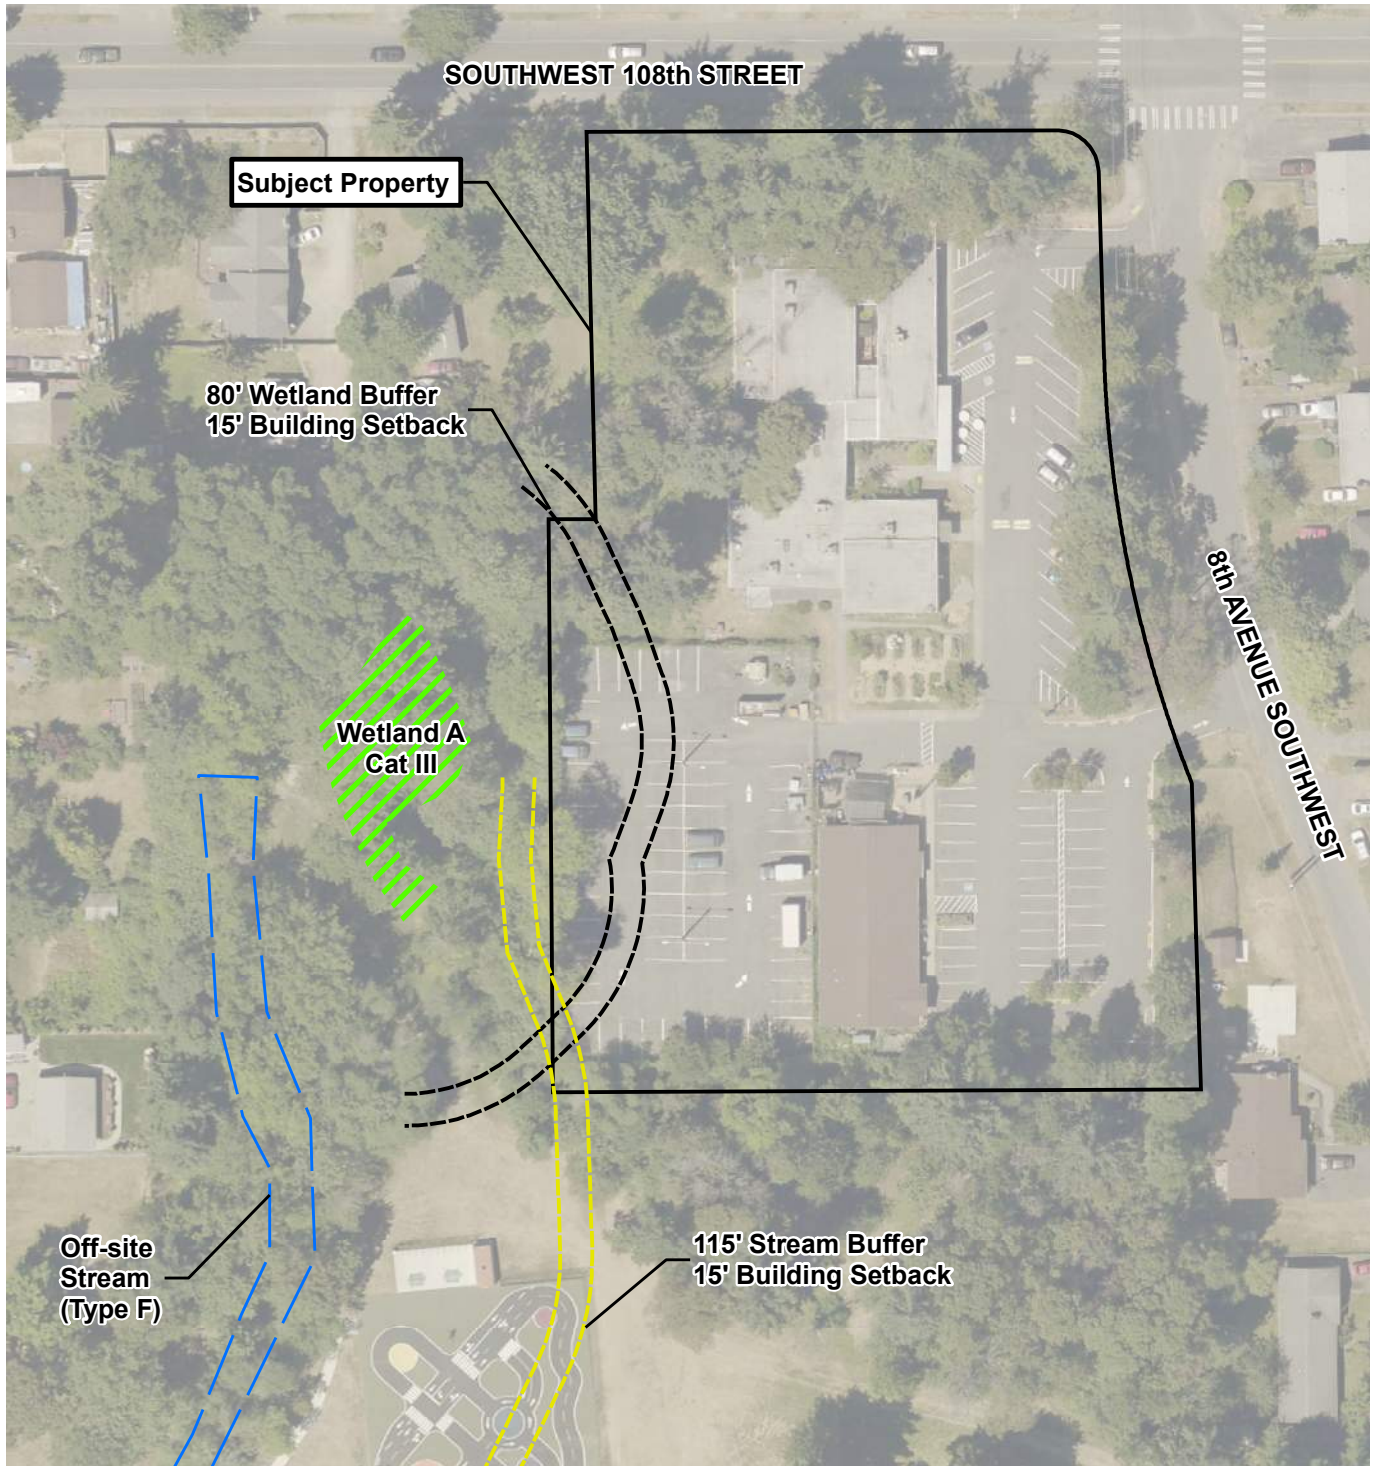 SOUTHWEST 108th STREET
Subject Property
80' Wetland Buffer
15' Building Setback
8th AVENUE SOUTHWEST
Wetland A
Cat III
Off-site
Stream
(Type F)
115' Stream Buffer
15' Building Setback